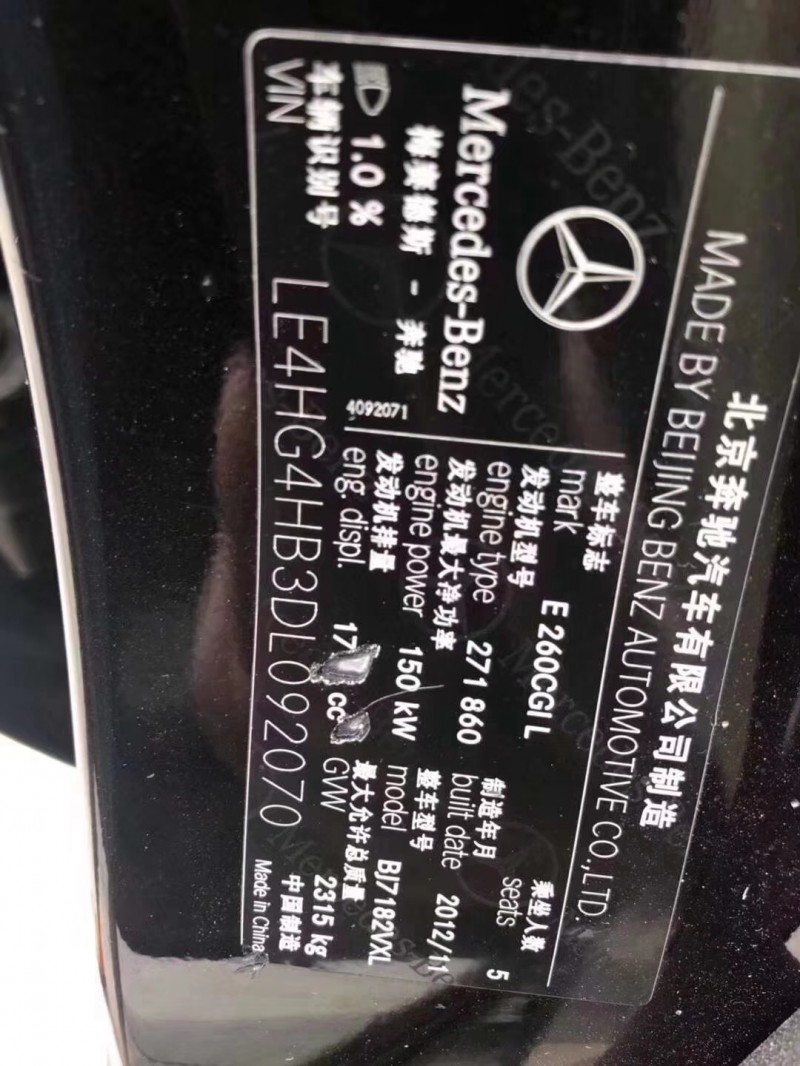 北京奔驰汽车有限公司制造
MADE BY BEIJING BENZ AUTOMOTIVE CO.,LTD.
Mercedes-Benz
梅赛德斯 - 奔驰
1.0 %
4092071
整车标志
mark E 260CGI L
乘坐人数
seats 5
发动机型号
engine type 271 860
制造年月
built date 2012/11
发动机最大净功率
engine power 150 kW
整车型号
model BJ7182VXL
发动机排量
eng. displ. 17 cc
最大允许总质量
GVW 2315 kg
车辆识别号
VIN LE4HG4HB3DL092070
中国制造
Made in China